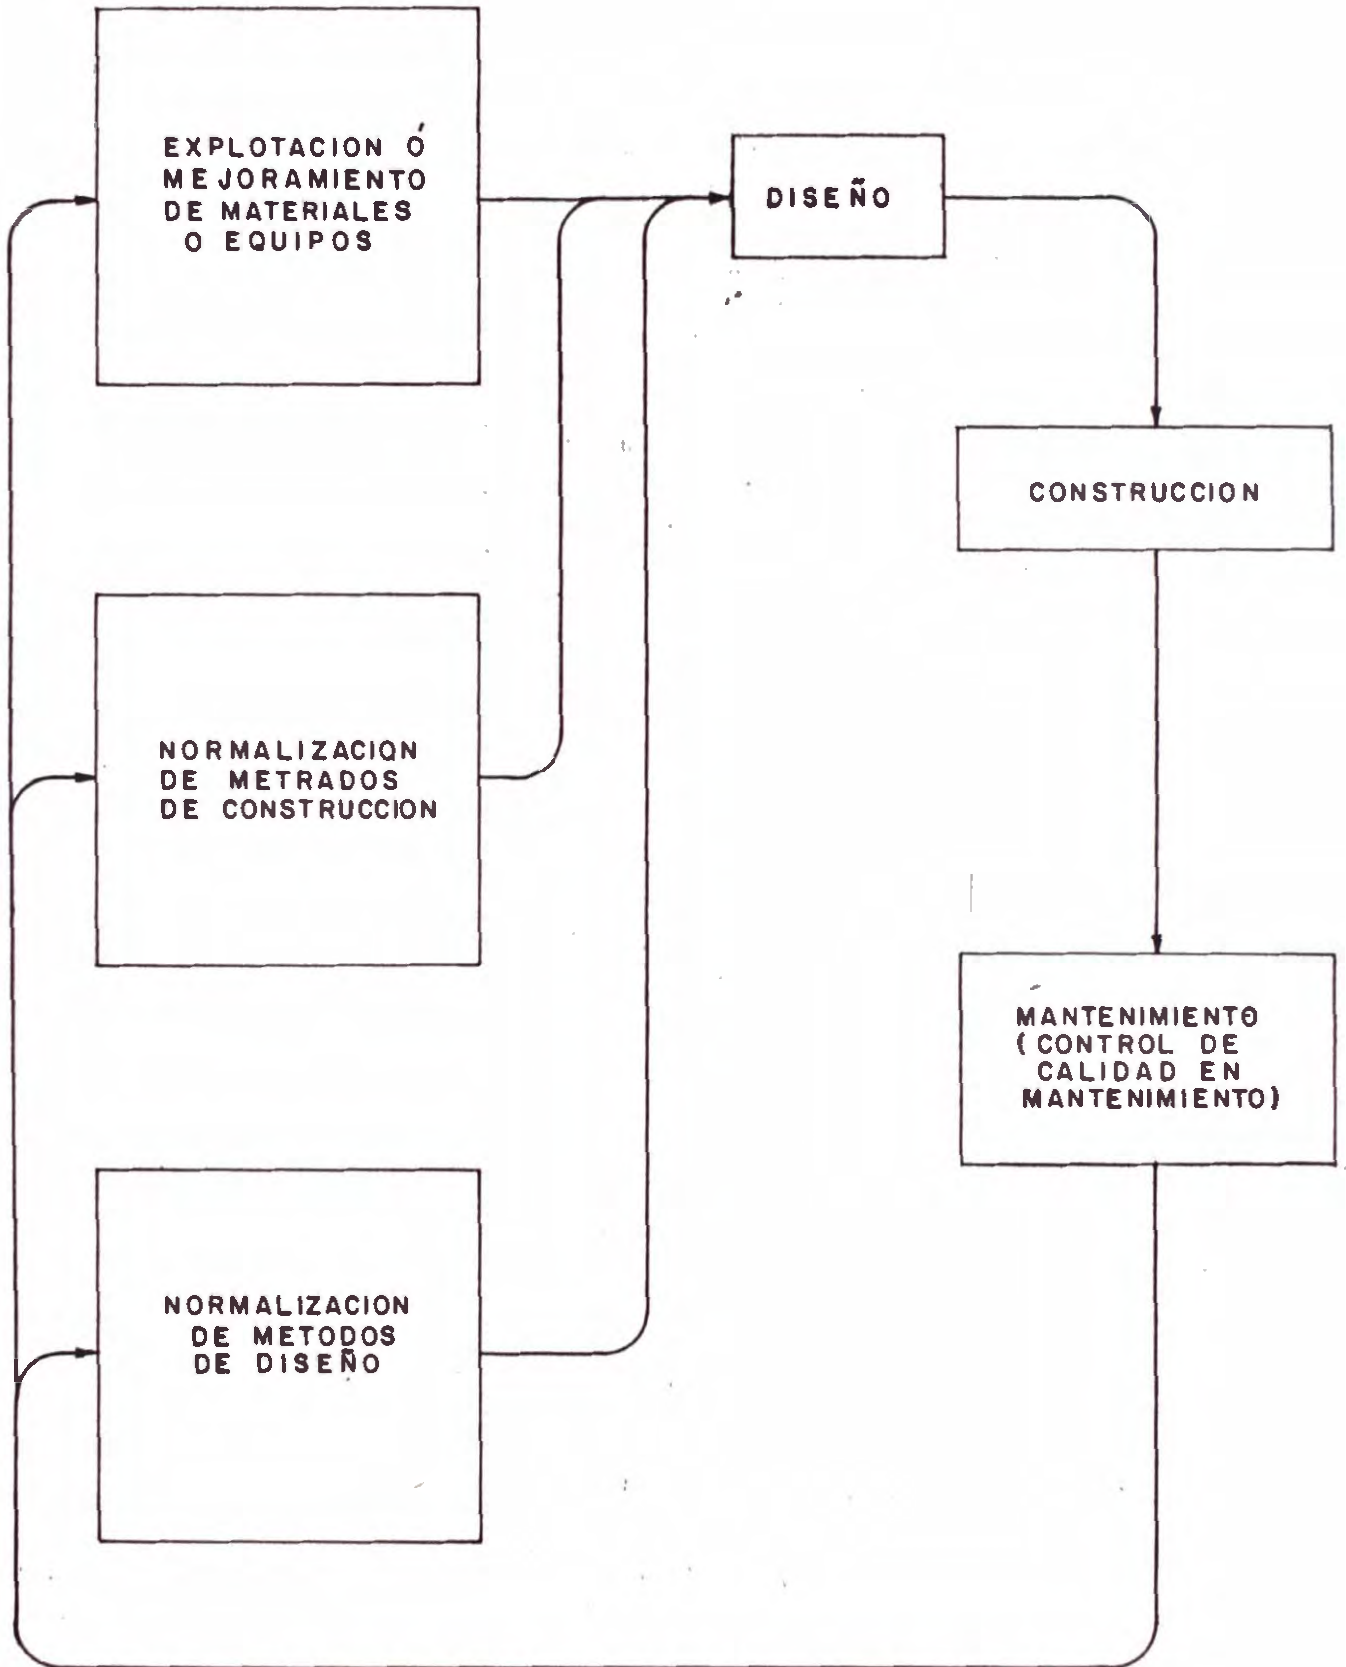 EXPLOTACION Ó
MEJORAMIENTO
DE MATERIALES
O EQUIPOS
DISEÑO
CONSTRUCCION
NORMALIZACION
DE METRADOS
DE CONSTRUCCION
MANTENIMIENTO
(CONTROL DE
CALIDAD EN
MANTENIMIENTO)
NORMALIZACION
DE METODOS
DE DISEÑO